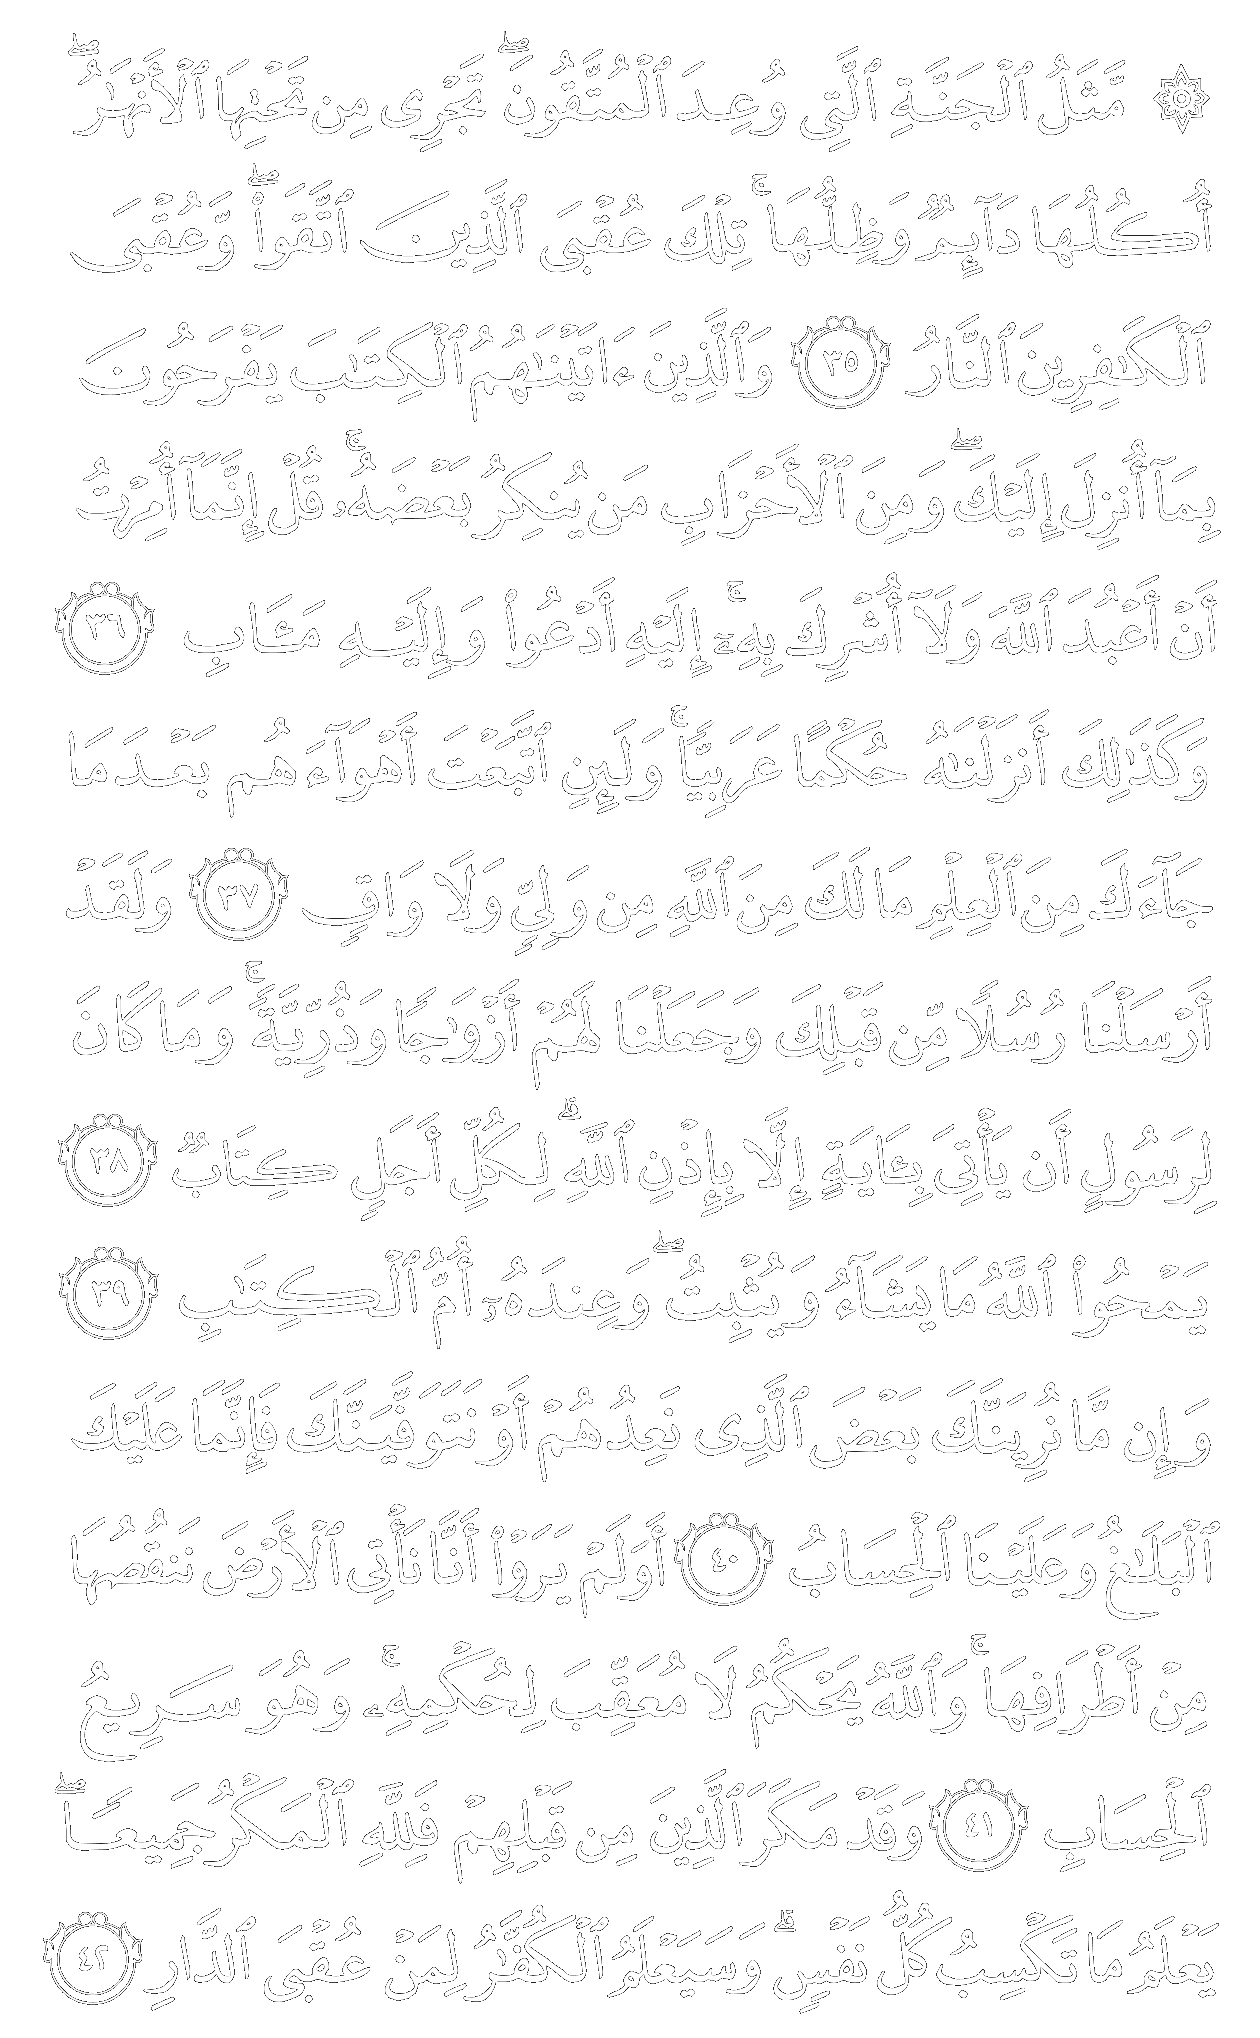 ۞ مَّثَلُ ٱلْجَنَّةِ ٱلَّتِى وُعِدَ ٱلْمُتَّقُونَ ۖ تَجْرِى مِن تَحْتِهَا ٱلْأَنْهَٰرُ ۖ
أُكُلُهَا دَآئِمٌ وَظِلُّهَا ۚ تِلْكَ عُقْبَى ٱلَّذِينَ ٱتَّقَوا۟ ۖ وَّعُقْبَى
ٱلْكَٰفِرِينَ ٱلنَّارُ ٣٥ وَٱلَّذِينَ ءَاتَيْنَٰهُمُ ٱلْكِتَٰبَ يَفْرَحُونَ
بِمَآ أُنزِلَ إِلَيْكَ ۖ وَمِنَ ٱلْأَحْزَابِ مَن يُنكِرُ بَعْضَهُۥ ۚ قُلْ إِنَّمَآ أُمِرْتُ
أَنْ أَعْبُدَ ٱللَّهَ وَلَآ أُشْرِكَ بِهِۦٓ ۚ إِلَيْهِ أَدْعُوا۟ وَإِلَيْهِ مَـَٔابِ ٣٦
وَكَذَٰلِكَ أَنزَلْنَٰهُ حُكْمًا عَرَبِيًّا ۚ وَلَئِنِ ٱتَّبَعْتَ أَهْوَآءَهُم بَعْدَمَا
جَآءَكَ مِنَ ٱلْعِلْمِ مَا لَكَ مِنَ ٱللَّهِ مِن وَلِىٍّ وَلَا وَاقٍ ٣٧ وَلَقَدْ
أَرْسَلْنَا رُسُلًا مِّن قَبْلِكَ وَجَعَلْنَا لَهُمْ أَزْوَٰجًا وَذُرِّيَّةً ۚ وَمَا كَانَ
لِرَسُولٍ أَن يَأْتِىَ بِـَٔايَةٍ إِلَّا بِإِذْنِ ٱللَّهِ ۗ لِكُلِّ أَجَلٍ كِتَابٌ ٣٨
يَمْحُوا۟ ٱللَّهُ مَا يَشَآءُ وَيُثْبِتُ ۖ وَعِندَهُۥٓ أُمُّ ٱلْكِتَٰبِ ٣٩
وَإِن مَّا نُرِيَنَّكَ بَعْضَ ٱلَّذِى نَعِدُهُمْ أَوْ نَتَوَفَّيَنَّكَ فَإِنَّمَا عَلَيْكَ
ٱلْبَلَٰغُ وَعَلَيْنَا ٱلْحِسَابُ ٤٠ أَوَلَمْ يَرَوْا۟ أَنَّا نَأْتِى ٱلْأَرْضَ نَنقُصُهَا
مِنْ أَطْرَافِهَا ۚ وَٱللَّهُ يَحْكُمُ لَا مُعَقِّبَ لِحُكْمِهِۦ ۚ وَهُوَ سَرِيعُ
ٱلْحِسَابِ ٤١ وَقَدْ مَكَرَ ٱلَّذِينَ مِن قَبْلِهِمْ فَلِلَّهِ ٱلْمَكْرُ جَمِيعًا ۖ
يَعْلَمُ مَا تَكْسِبُ كُلُّ نَفْسٍ ۗ وَسَيَعْلَمُ ٱلْكُفَّٰرُ لِمَنْ عُقْبَى ٱلدَّارِ ٤٢